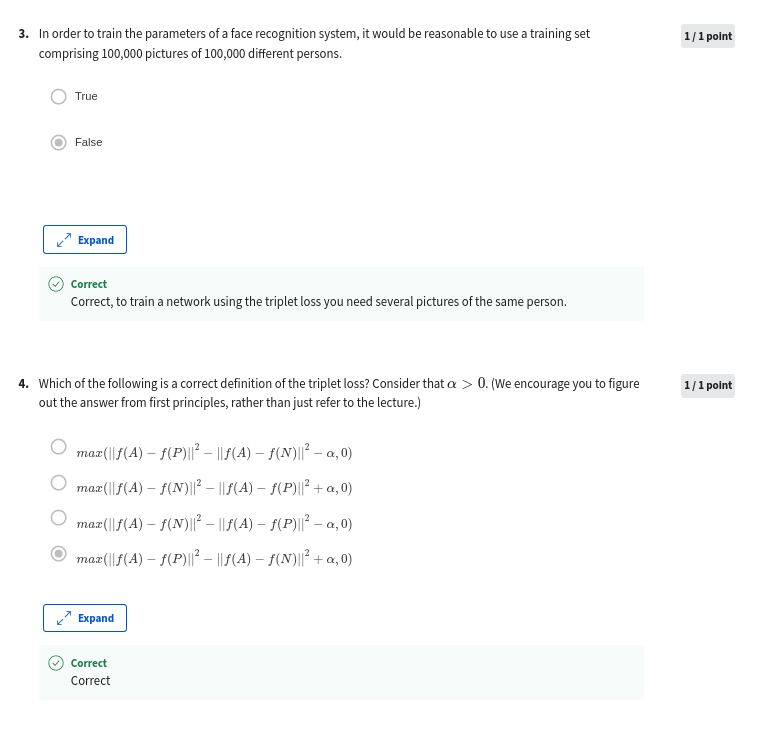 3. In order to train the parameters of a face recognition system, it would be reasonable to use a training set
comprising 100,000 pictures of 100,000 different persons.
1 / 1 point
True
False
Expand
Correct
Correct, to train a network using the triplet loss you need several pictures of the same person.
4. Which of the following is a correct definition of the triplet loss? Consider that α > 0. (We encourage you to figure
out the answer from first principles, rather than just refer to the lecture.)
1 / 1 point
max(||f(A) − f(P)||² − ||f(A) − f(N)||² − α, 0)
max(||f(A) − f(N)||² − ||f(A) − f(P)||² + α, 0)
max(||f(A) − f(N)||² − ||f(A) − f(P)||² − α, 0)
max(||f(A) − f(P)||² − ||f(A) − f(N)||² + α, 0)
Expand
Correct
Correct